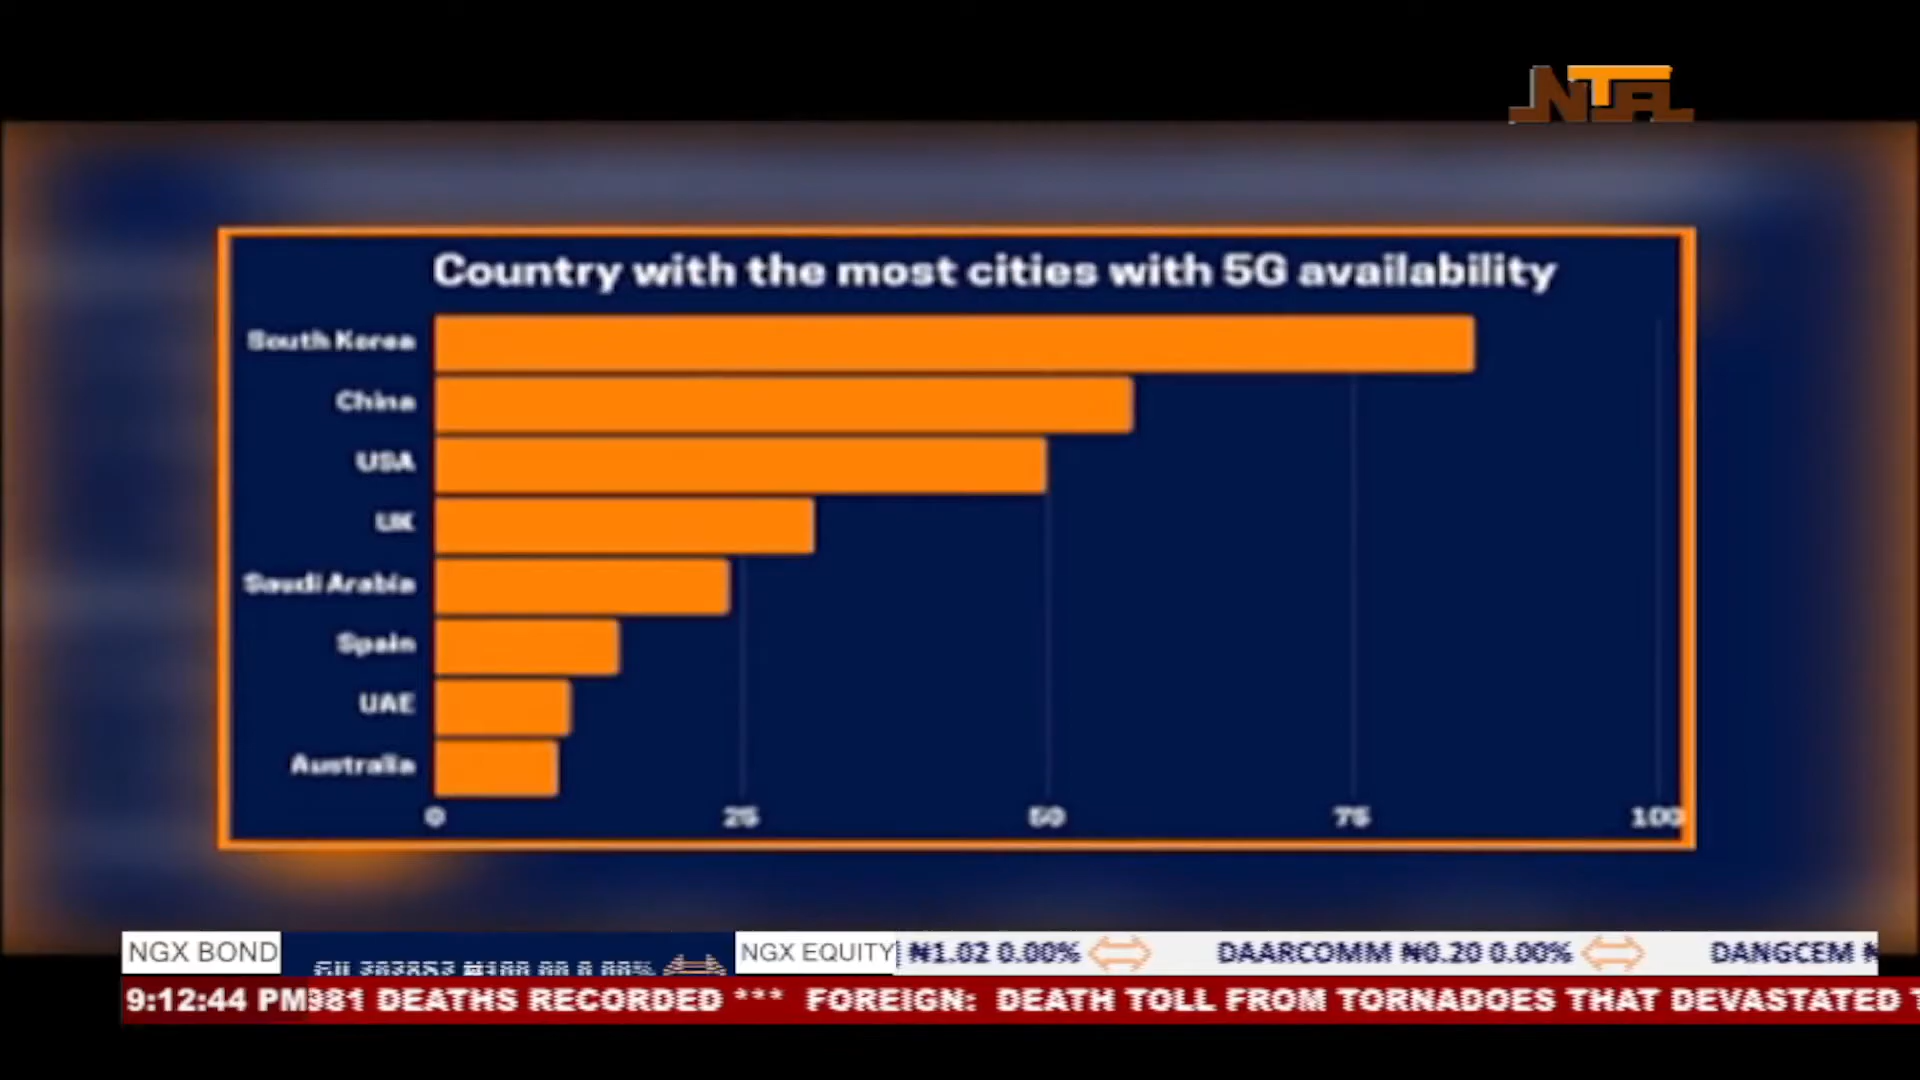 NTA
Country with the most cities with 5G availability
South Korea
China
USA
UK
Saudi Arabia
Spain
UAE
Australia
0 25 50 75 100
NGX BOND
NGX EQUITY ₦1.02 0.00% DAARCOMM ₦0.20 0.00% DANGCEM
9:12:44 PM 981 DEATHS RECORDED *** FOREIGN: DEATH TOLL FROM TORNADOES THAT DEVASTATED